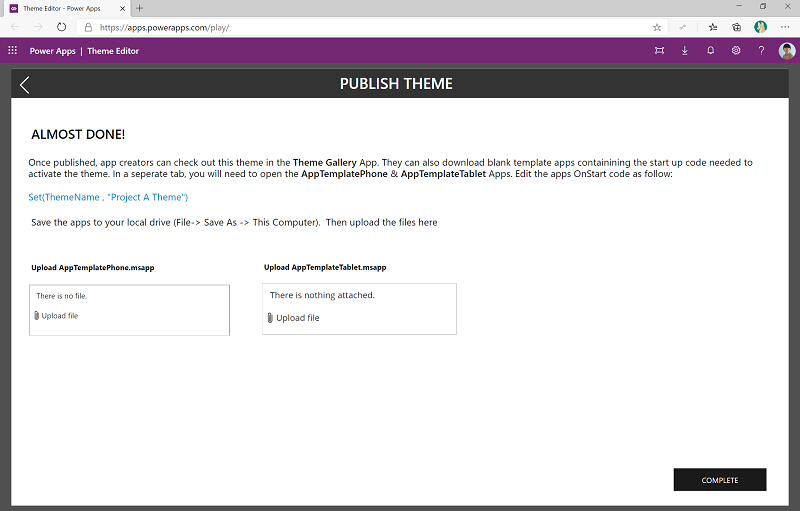 Theme Editor - Power Apps
https://apps.powerapps.com/play/
Power Apps | Theme Editor
?
PUBLISH THEME
ALMOST DONE!
Once published, app creators can check out this theme in the Theme Gallery App. They can also download blank template apps containining the start up code needed to
activate the theme. In a seperate tab, you will need to open the AppTemplatePhone & AppTemplateTablet Apps. Edit the apps OnStart code as follow:
Set(ThemeName , "Project A Theme")
Save the apps to your local drive (File-> Save As -> This Computer). Then upload the files here
Upload AppTemplatePhone.msapp
Upload AppTemplateTablet.msapp
There is no file.
There is nothing attached.
Upload file
Upload file
COMPLETE